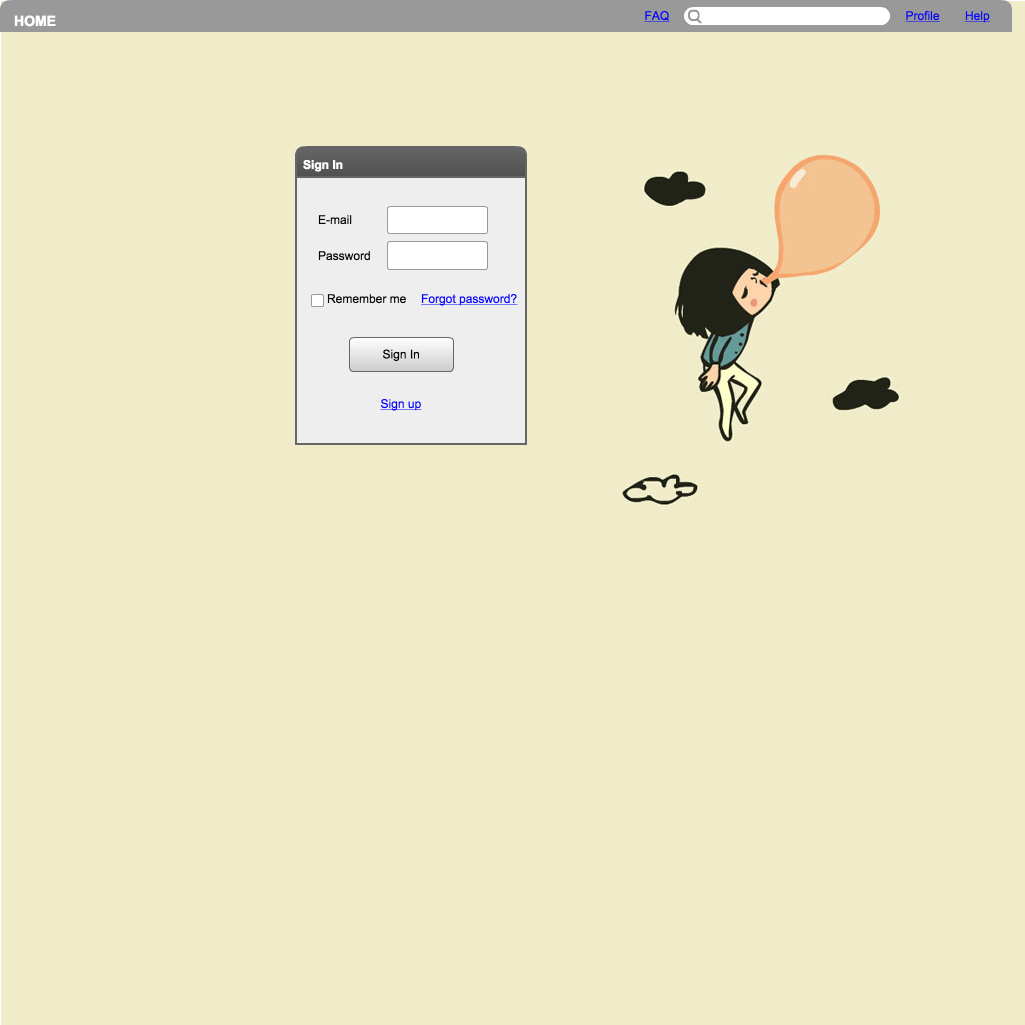 HOME
FAQ
Profile
Help
Sign In
E-mail
Password
Remember me
Forgot password?
Sign In
Sign up